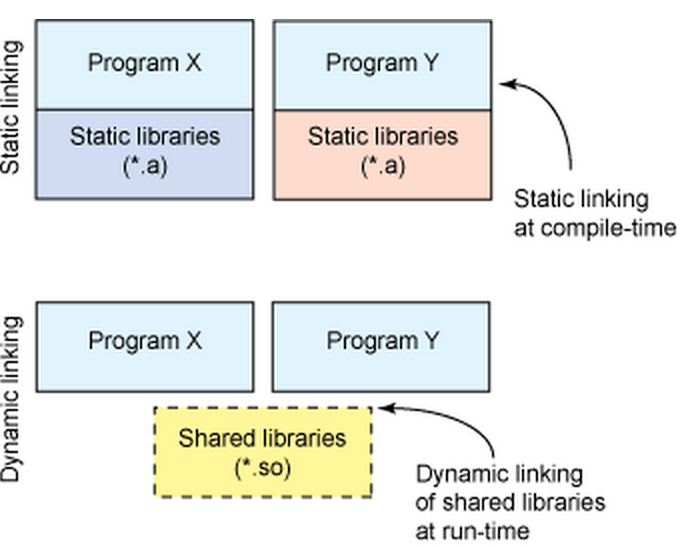 Static linking
Program X
Program Y
Static libraries
(*.a)
Static libraries
(*.a)
Static linking
at compile-time
Dynamic linking
Program X
Program Y
Shared libraries
(*.so)
Dynamic linking
of shared libraries
at run-time